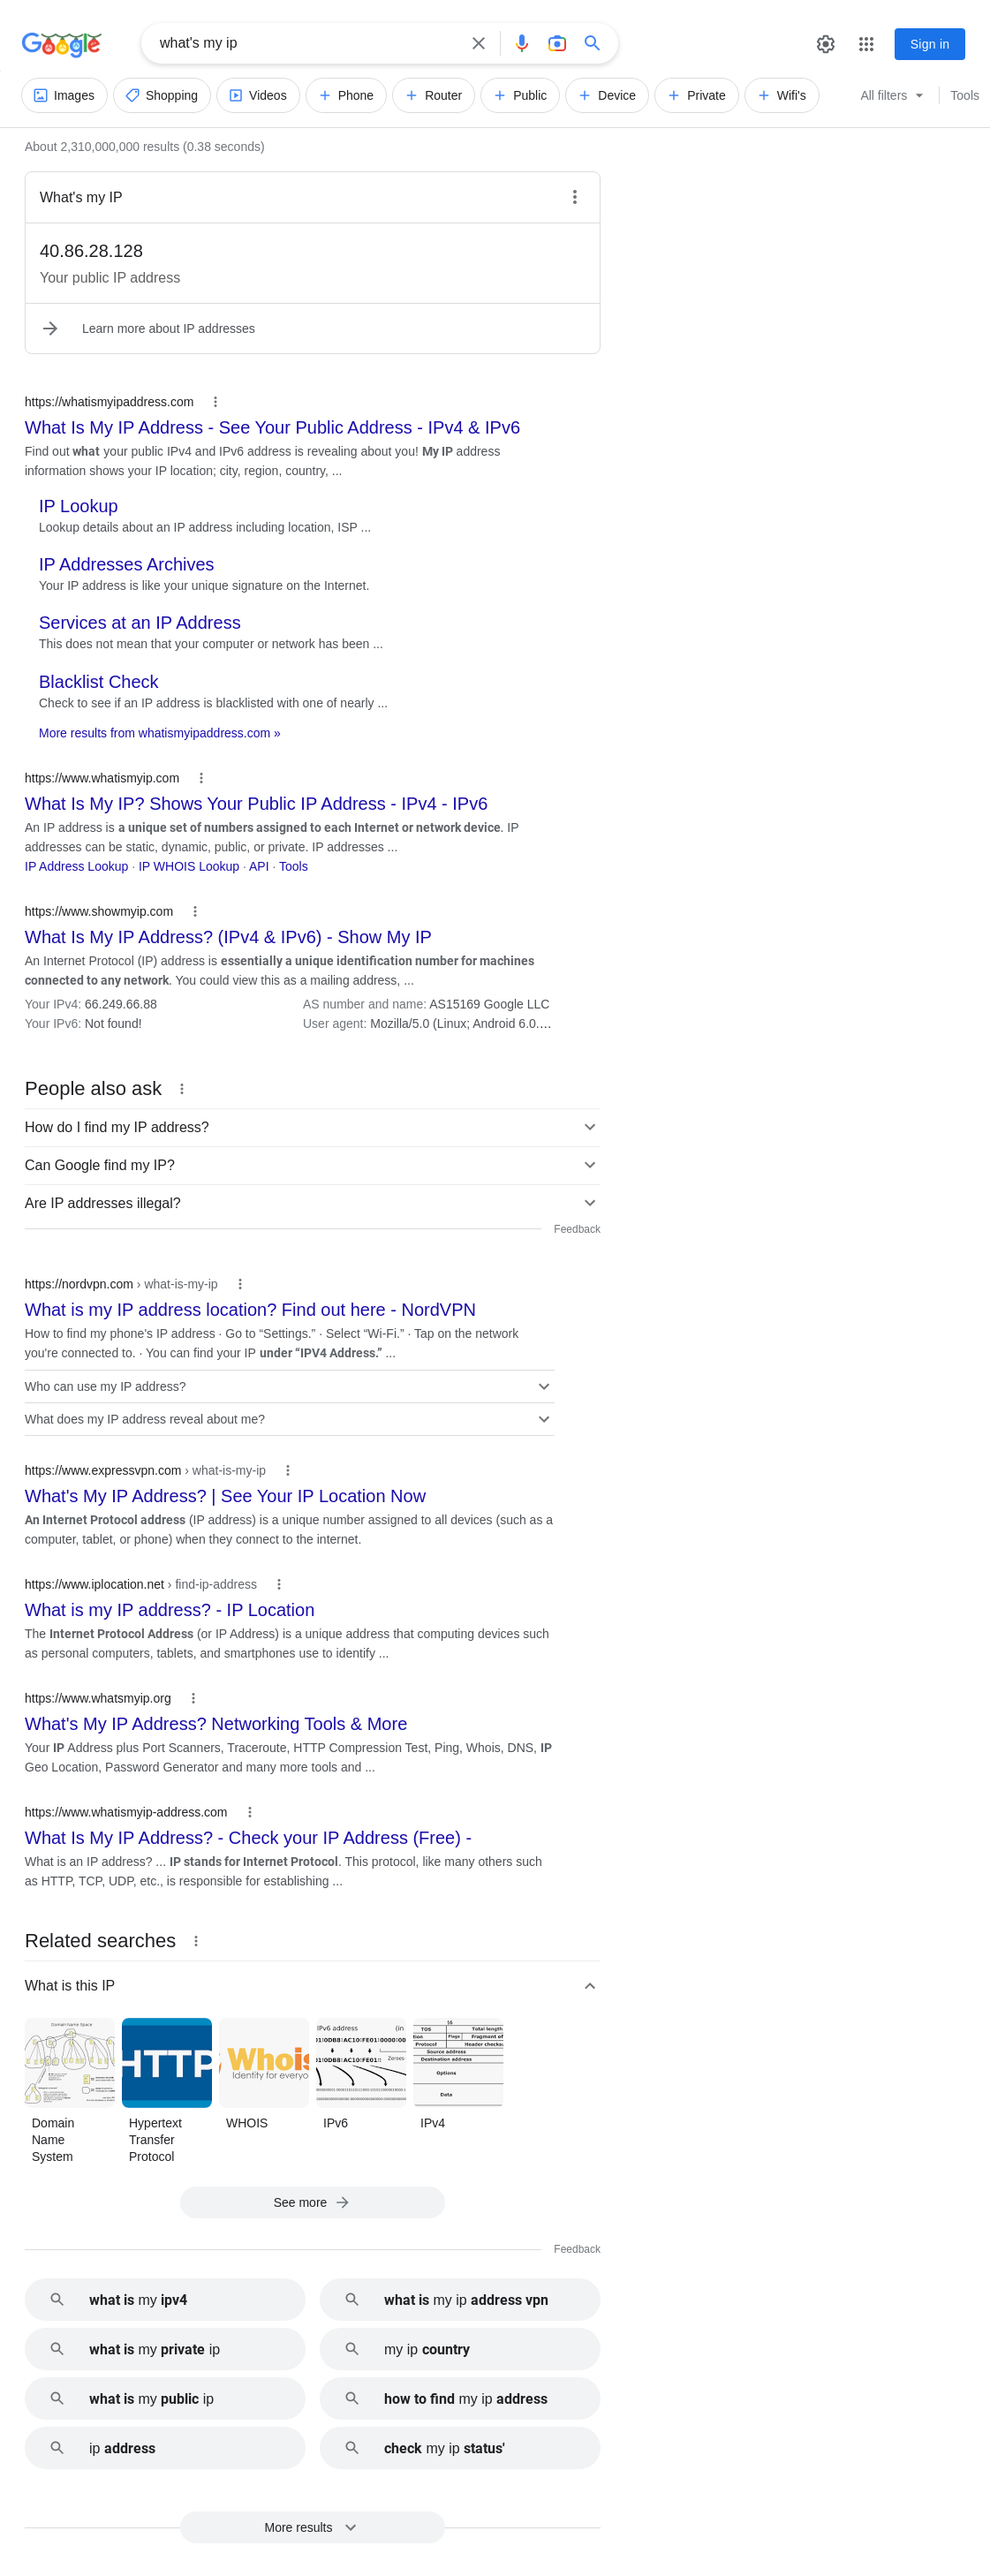 Google
what's my ip
Sign in
Images
Shopping
Videos
Phone
Router
Public
Device
Private
Wifi's
All filters
Tools
About 2,310,000,000 results (0.38 seconds)
What's my IP
40.86.28.128
Your public IP address
Learn more about IP addresses
https://whatismyipaddress.com
What Is My IP Address - See Your Public Address - IPv4 & IPv6
Find out what your public IPv4 and IPv6 address is revealing about you! My IP address
information shows your IP location; city, region, country, ...
IP Lookup
Lookup details about an IP address including location, ISP ...
IP Addresses Archives
Your IP address is like your unique signature on the Internet.
Services at an IP Address
This does not mean that your computer or network has been ...
Blacklist Check
Check to see if an IP address is blacklisted with one of nearly ...
More results from whatismyipaddress.com »
https://www.whatismyip.com
What Is My IP? Shows Your Public IP Address - IPv4 - IPv6
An IP address is a unique set of numbers assigned to each Internet or network device. IP
addresses can be static, dynamic, public, or private. IP addresses ...
IP Address Lookup · IP WHOIS Lookup · API · Tools
https://www.showmyip.com
What Is My IP Address? (IPv4 & IPv6) - Show My IP
An Internet Protocol (IP) address is essentially a unique identification number for machines
connected to any network. You could view this as a mailing address, ...
Your IPv4: 66.249.66.88
AS number and name: AS15169 Google LLC
Your IPv6: Not found!
User agent: Mozilla/5.0 (Linux; Android 6.0....
People also ask
How do I find my IP address?
Can Google find my IP?
Are IP addresses illegal?
Feedback
https://nordvpn.com › what-is-my-ip
What is my IP address location? Find out here - NordVPN
How to find my phone's IP address · Go to “Settings.” · Select “Wi-Fi.” · Tap on the network
you're connected to. · You can find your IP under “IPV4 Address.” ...
Who can use my IP address?
What does my IP address reveal about me?
https://www.expressvpn.com › what-is-my-ip
What's My IP Address? | See Your IP Location Now
An Internet Protocol address (IP address) is a unique number assigned to all devices (such as a
computer, tablet, or phone) when they connect to the internet.
https://www.iplocation.net › find-ip-address
What is my IP address? - IP Location
The Internet Protocol Address (or IP Address) is a unique address that computing devices such
as personal computers, tablets, and smartphones use to identify ...
https://www.whatsmyip.org
What's My IP Address? Networking Tools & More
Your IP Address plus Port Scanners, Traceroute, HTTP Compression Test, Ping, Whois, DNS, IP
Geo Location, Password Generator and many more tools and ...
https://www.whatismyip-address.com
What Is My IP Address? - Check your IP Address (Free) -
What is an IP address? ... IP stands for Internet Protocol. This protocol, like many others such
as HTTP, TCP, UDP, etc., is responsible for establishing ...
Related searches
What is this IP
Domain Name Space
HTTP
Whois
Identity for everyo
IPv6 address (in
Zeroes
TOS
Total length
Flags
Fragment of
Protocol
Header checks
Source address
Destination address
Options
Data
Domain
Name
System
Hypertext
Transfer
Protocol
WHOIS
IPv6
IPv4
See more
Feedback
what is my ipv4
what is my ip address vpn
what is my private ip
my ip country
what is my public ip
how to find my ip address
ip address
check my ip status'
More results